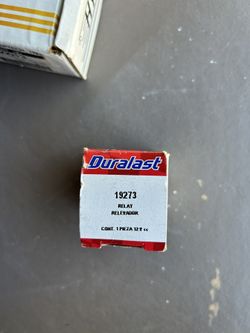 Duralast
19273
RELAY
RELEVADOR
CONT. 1 PIEZA 12 V cc